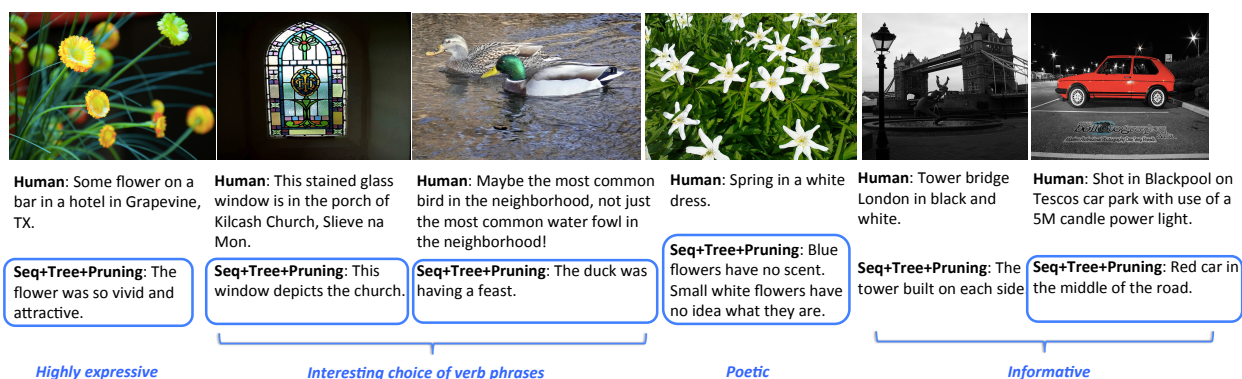 Human: Some flower on a
bar in a hotel in Grapevine,
TX.
Seq+Tree+Pruning: The
flower was so vivid and
attractive.
Highly expressive
Human: This stained glass
window is in the porch of
Kilcash Church, Slieve na
Mon.
Seq+Tree+Pruning: This
window depicts the church.
Human: Maybe the most common
bird in the neighborhood, not just
the most common water fowl in
the neighborhood!
Seq+Tree+Pruning: The duck was
having a feast.
Interesting choice of verb phrases
Human: Spring in a white
dress.
Seq+Tree+Pruning: Blue
flowers have no scent.
Small white flowers have
no idea what they are.
Poetic
Human: Tower bridge
London in black and
white.
Seq+Tree+Pruning: The
tower built on each side
Human: Shot in Blackpool on
Tescos car park with use of a
5M candle power light.
Seq+Tree+Pruning: Red car in
the middle of the road.
Informative